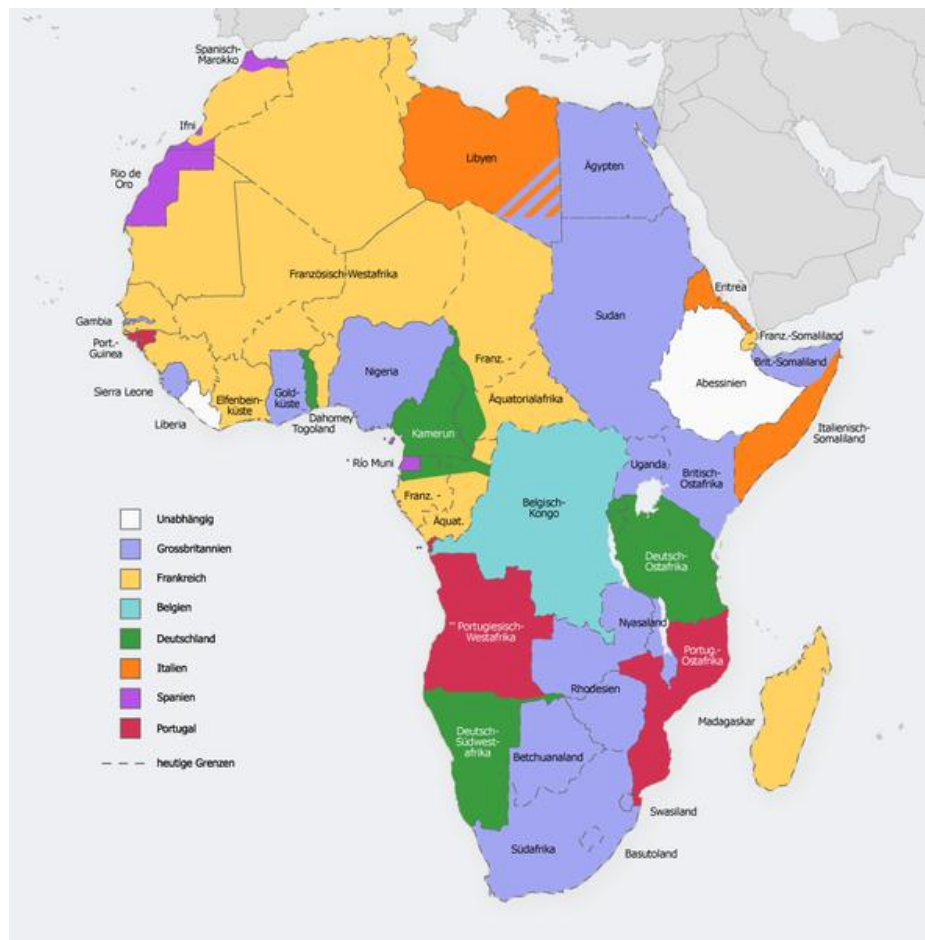 Spanisch-
Marokko
Ifni
Rio de
Oro
Libyen
Ägypten
Französisch-Westafrika
Gambia
Port.-
Guinea
Sierra Leone
Liberia
Elfenbein-
küste
Gold-
küste
Togoland
Dahomey
Nigeria
Kamerun
Franz. -
Äquatorialafrika
Sudan
Eritrea
Franz.-Somaliland
Brit.-Somaliland
Abessinien
Italienisch-
Somaliland
* Río Muni
Franz. -
Äquat.
Belgisch-
Kongo
Uganda
Britisch-
Ostafrika
Deutsch-
Ostafrika
** Portugiesisch-
Westafrika
Nyasaland
Portug.-
Ostafrika
Rhodesien
Madagaskar
Deutsch-
Südwest-
afrika
Betchuanaland
Swasiland
Südafrika
Basutoland
*
**
Unabhängig
Grossbritannien
Frankreich
Belgien
Deutschland
Italien
Spanien
Portugal
heutige Grenzen